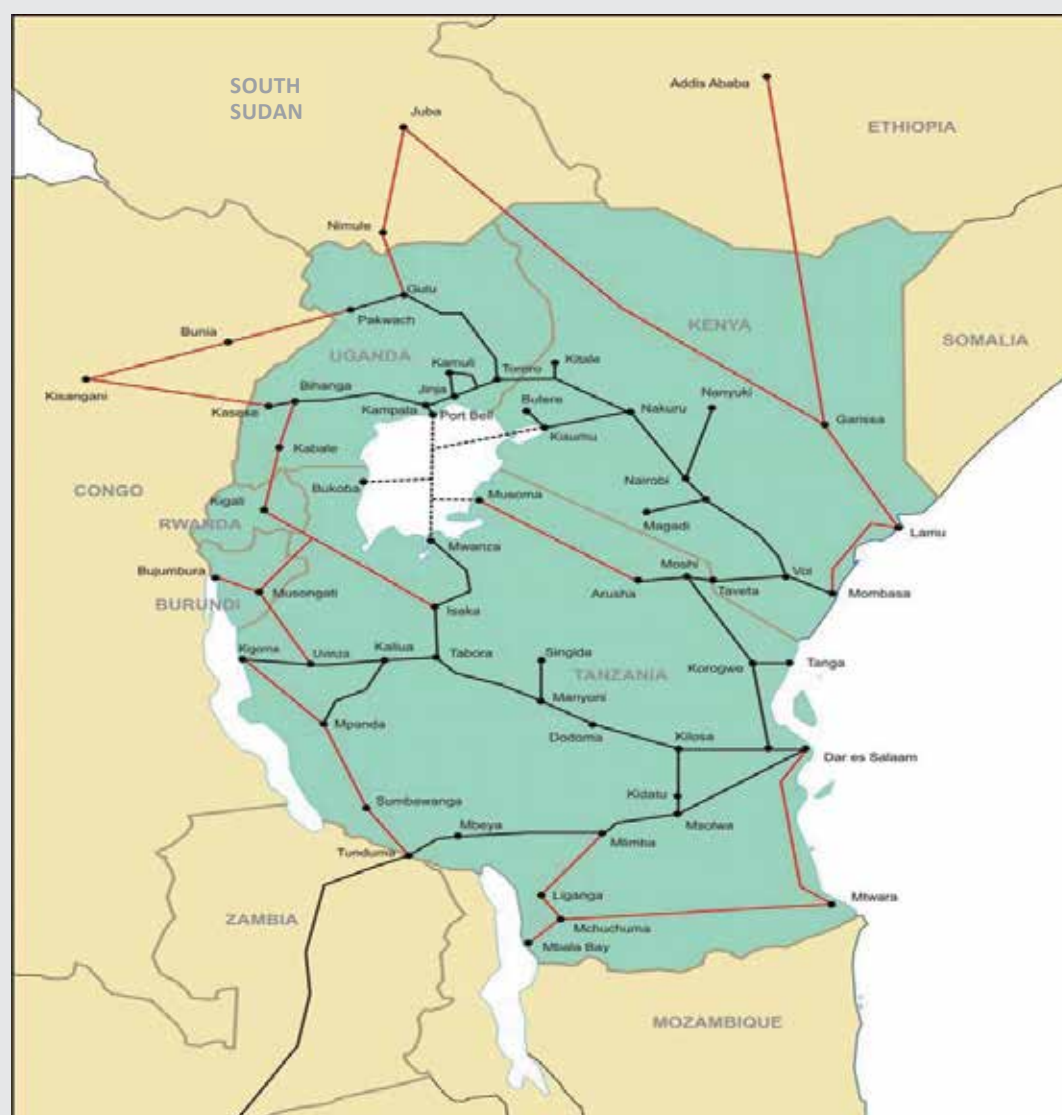 SOUTH
SUDAN
Addis Ababa
Juba
ETHIOPIA
Nimule
Gutu
Pakwach
KENYA
Bunia
SOMALIA
UGANDA
Kitale
Kamuli
Tororo
Kisangani
Bihanga
Jinja
Nanyuki
Kasese
Butere
Kampala
Port Bell
Nakuru
Garissa
Kisumu
Kabale
Nairobi
CONGO
Bukoba
Musoma
Kigali
RWANDA
Magadi
Lamu
Mwanza
Moshi
Voi
Bujumbura
Musongati
Arusha
Taveta
Mombasa
BURUNDI
Isaka
Kigoma
Uvinza
Kaliua
Tabora
Singida
TANZANIA
Korogwe
Tanga
Manyoni
Mpanda
Dodoma
Kilosa
Dar es Salaam
Kidatu
Sumbawanga
Mbeya
Msolwa
Mlimba
Tunduma
Liganga
Mtwara
ZAMBIA
Mchuchuma
Mbala Bay
MOZAMBIQUE